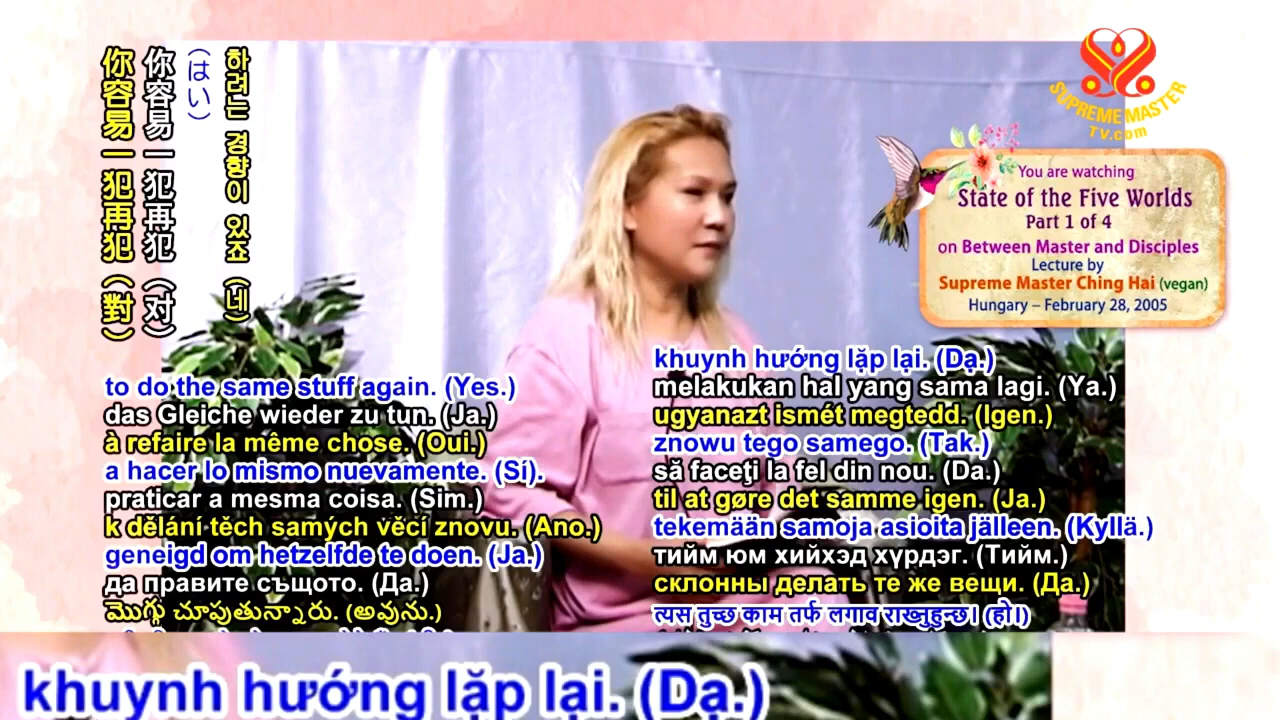 你容易一犯再犯（對）
你容易一犯再犯（对）
(はい)
하려는 경향이 있죠 (네)
SUPREME MASTER
TV.com
You are watching
State of the Five Worlds
Part 1 of 4
on Between Master and Disciples
Lecture by
Supreme Master Ching Hai (vegan)
Hungary – February 28, 2005
to do the same stuff again. (Yes.)
das Gleiche wieder zu tun. (Ja.)
à refaire la même chose. (Oui.)
a hacer lo mismo nuevamente. (Sí).
praticar a mesma coisa. (Sim.)
k dělání těch samých věcí znovu. (Ano.)
geneigd om hetzelfde te doen. (Ja.)
да правите същото. (Да.)
మొగ్గు చూపుతున్నారు. (అవును.)
khuynh hướng lặp lại. (Dạ.)
melakukan hal yang sama lagi. (Ya.)
ugyanazt ismét megtedd. (Igen.)
znowu tego samego. (Tak.)
să faceţi la fel din nou. (Da.)
til at gøre det samme igen. (Ja.)
tekemään samoja asioita jälleen. (Kyllä.)
тийм юм хийхэд хүрдэг. (Тийм.)
склонны делать те же вещи. (Да.)
त्यस तुच्छ काम तर्फ लगाव राख्नुहुन्छ। (हो।)
khuynh hướng lặp lại. (Dạ.)